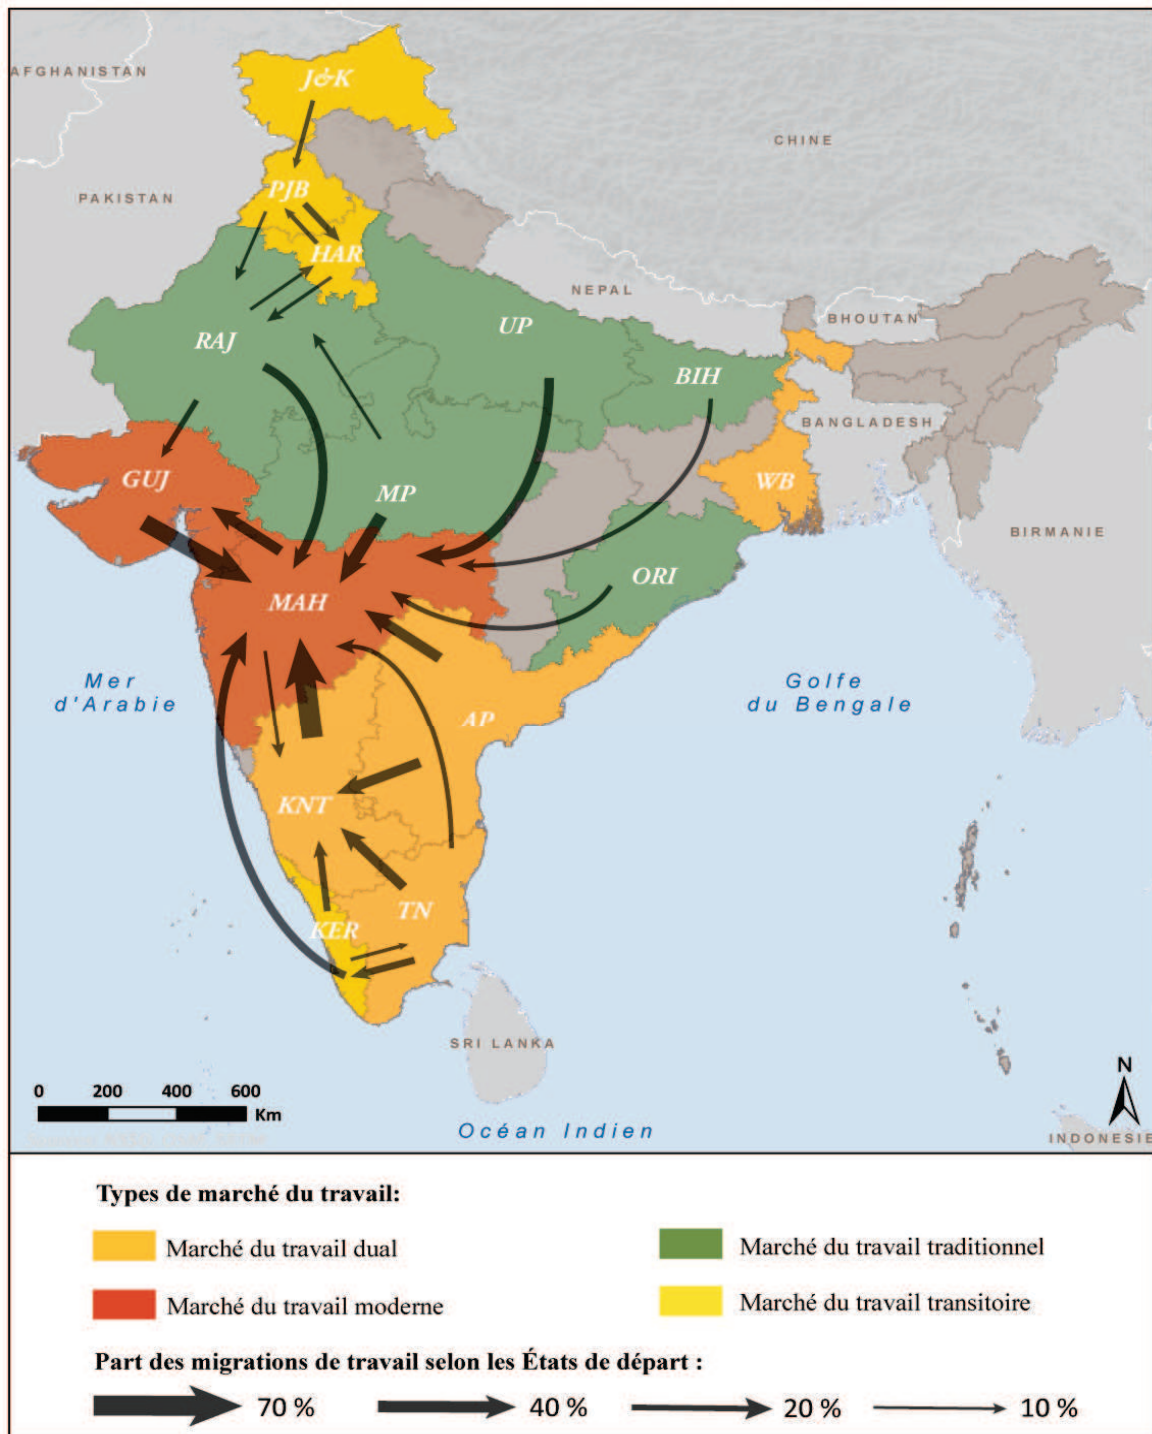 J&K
AFGHANISTAN
CHINE
PJB
PAKISTAN
HAR
NEPAL
BHOUTAN
UP
RAJ
BIH
BANGLADESH
GUJ
WB
MP
BIRMANIE
ORI
MAH
Mer
d'Arabie
Golfe
du Bengale
AP
KNT
TN
KER
SRI LANKA
N
0 200 400 600
Km
Océan Indien
INDONESIE
Types de marché du travail:
Marché du travail dual
Marché du travail traditionnel
Marché du travail moderne
Marché du travail transitoire
Part des migrations de travail selon les États de départ :
70 % 40 % 20 % 10 %